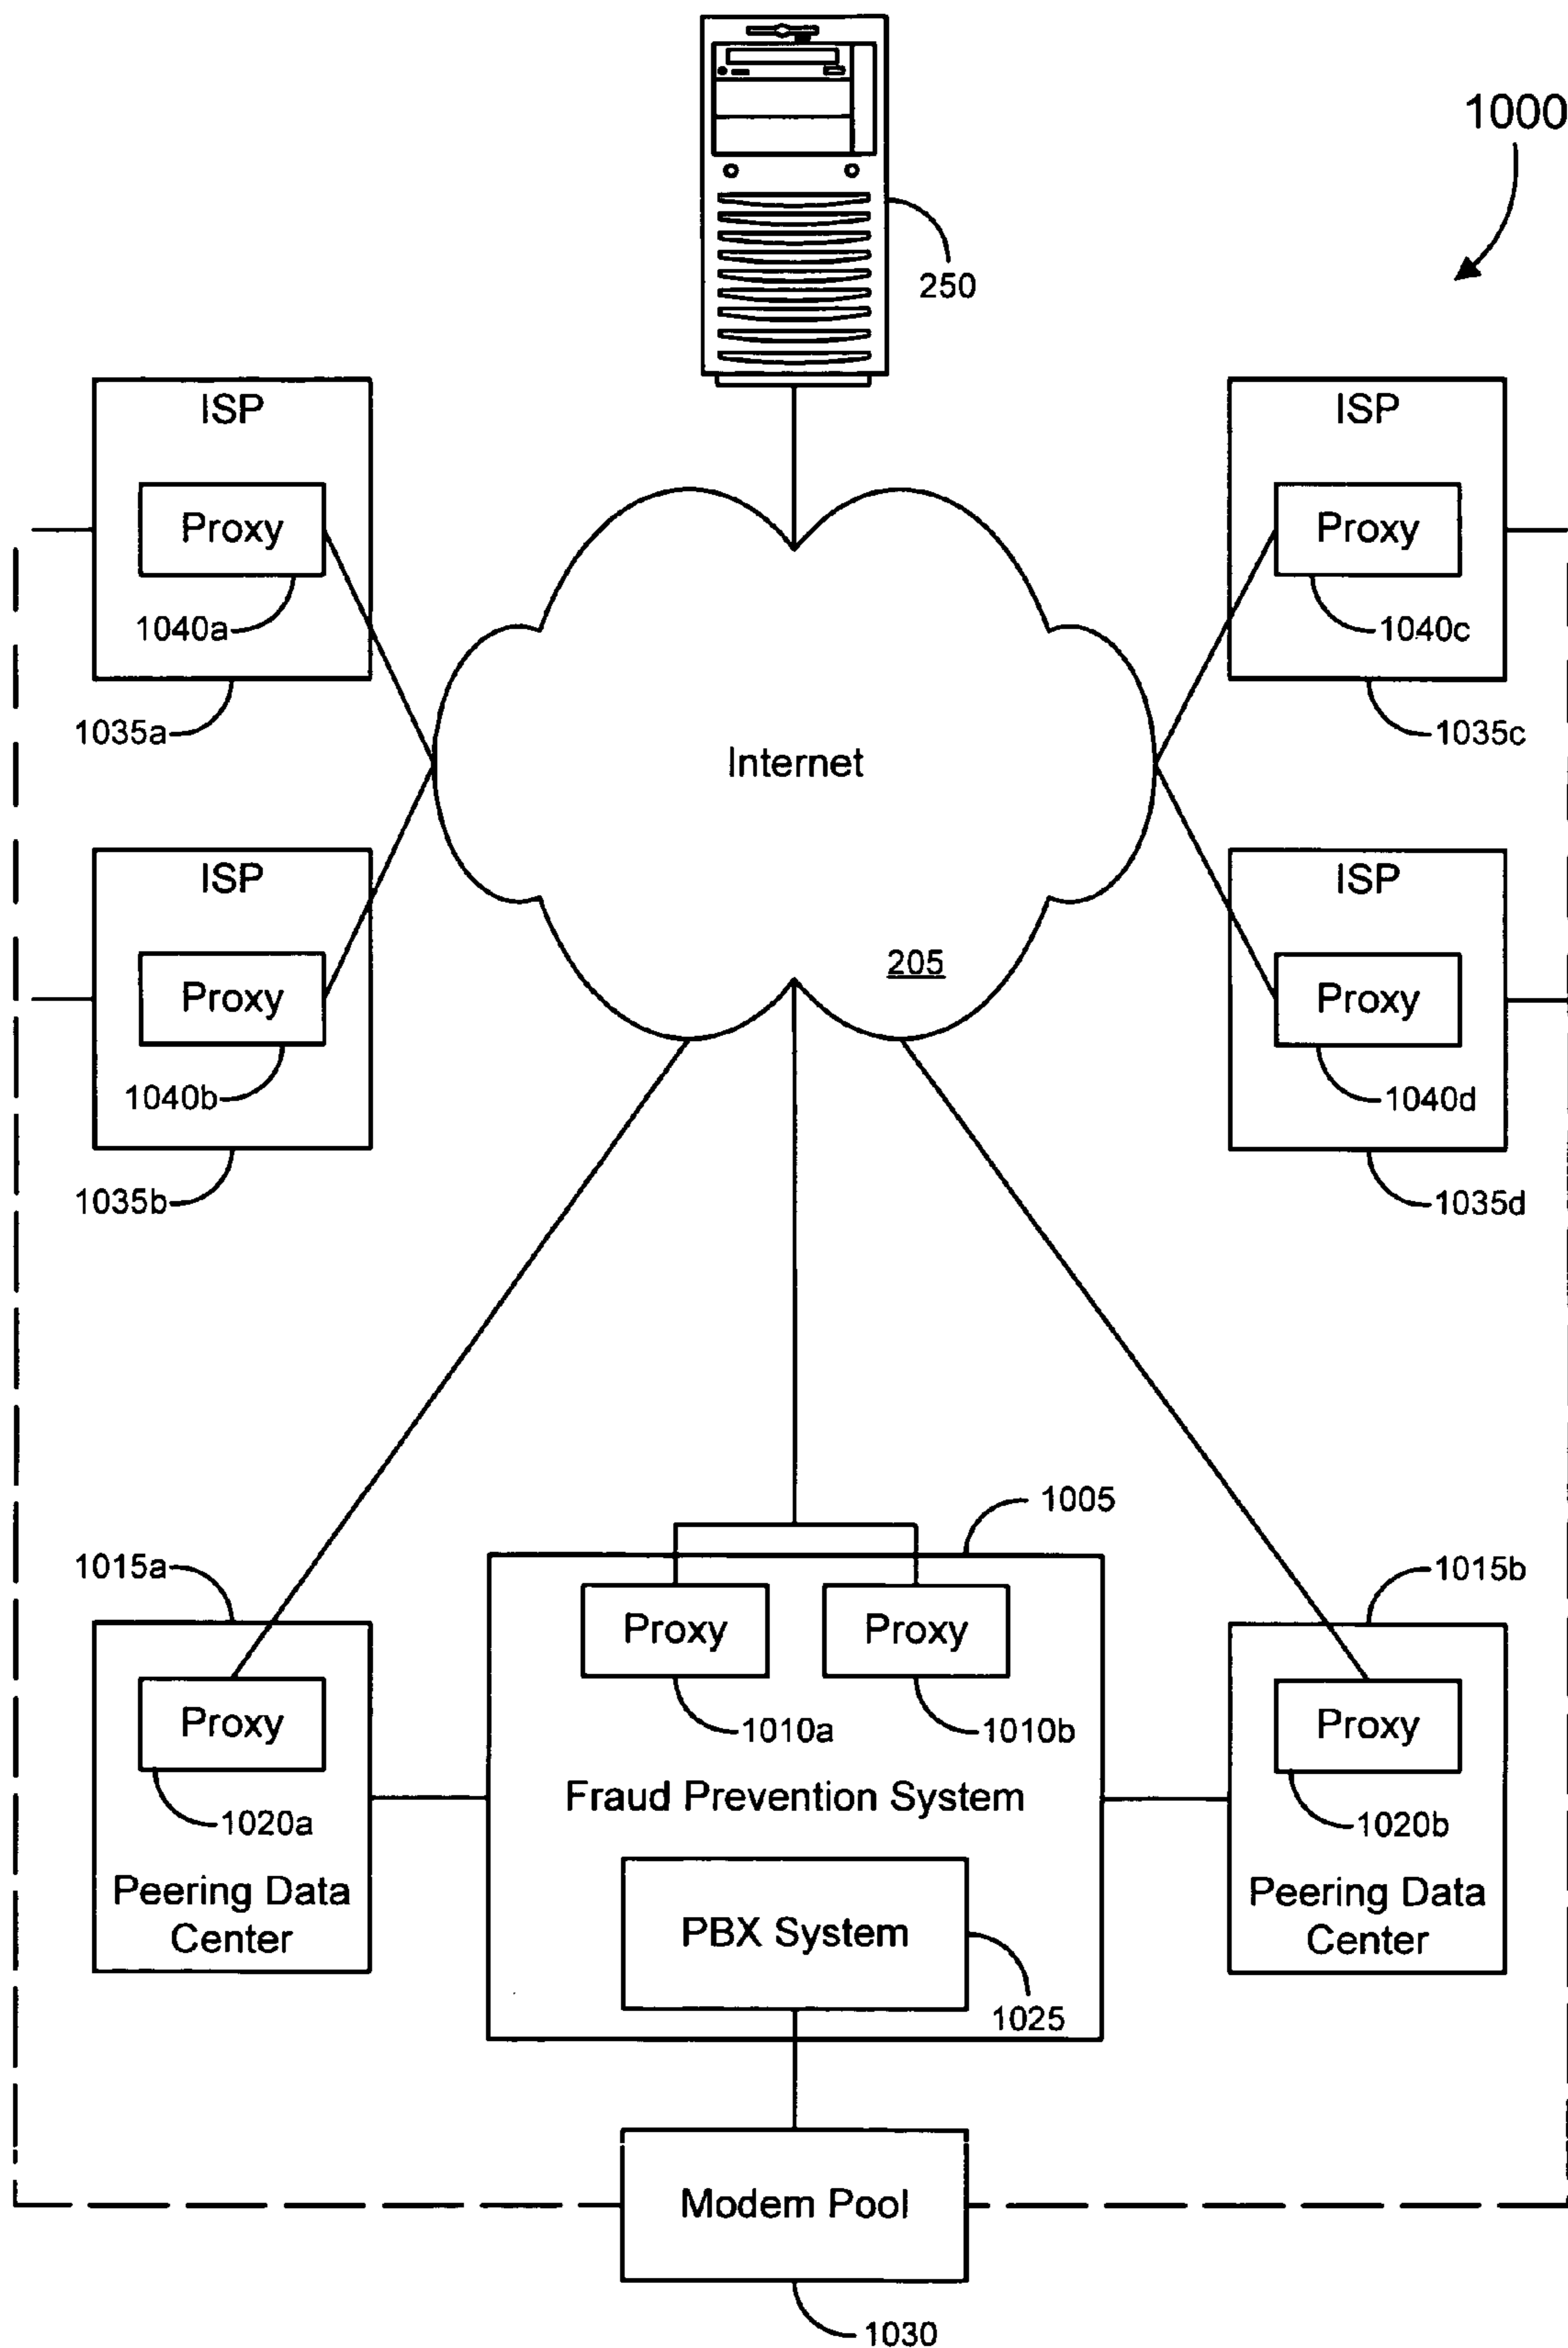 1000
250
ISP
ISP
Proxy
Proxy
1040a
1040c
1035a
1035c
Internet
ISP
ISP
205
Proxy
Proxy
1040b
1040d
1035b
1035d
1005
1015a
1015b
Proxy
Proxy
Proxy
Proxy
1010a
1010b
1020a
1020b
Fraud Prevention System
Peering Data
Center
Peering Data
Center
PBX System
1025
Modem Pool
1030